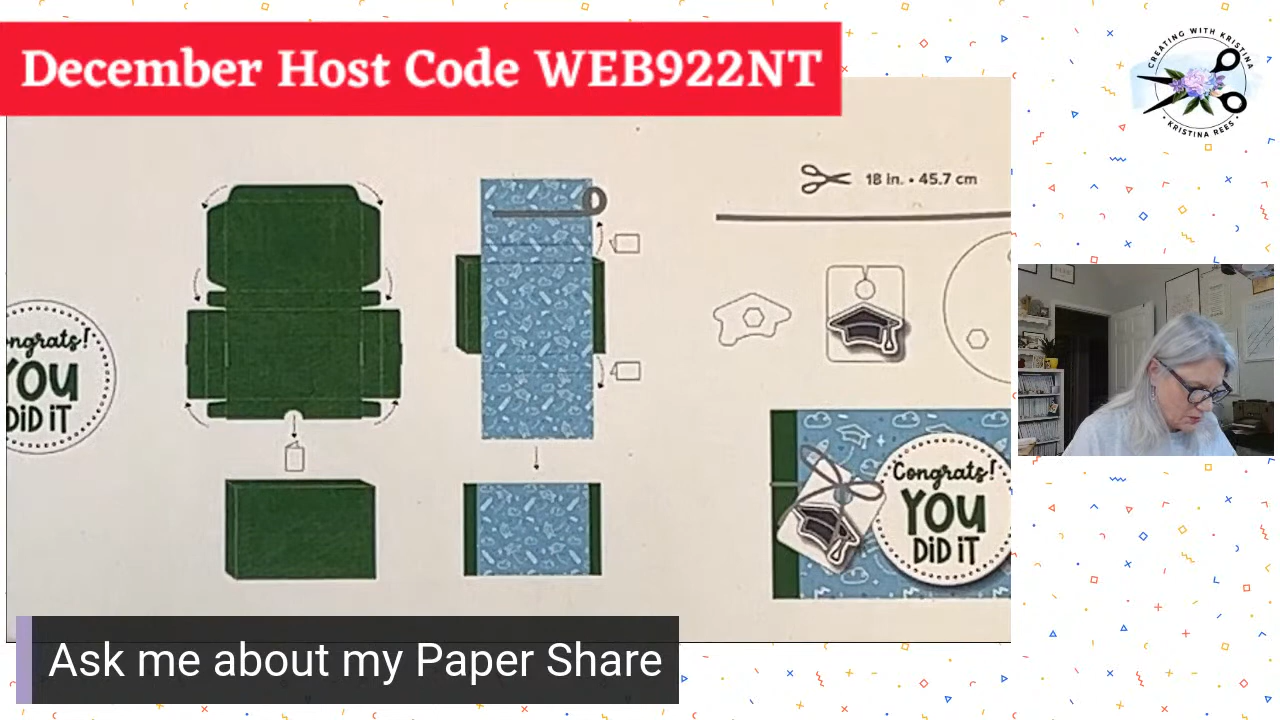 December Host Code WEB922NT
CREATING WITH KRISTINA
• KRISTINA REES •
18 in. • 45.7 cm
ngrats!
YOU
DiD iT
Congrats!
YOU
DiD iT
Ask me about my Paper Share